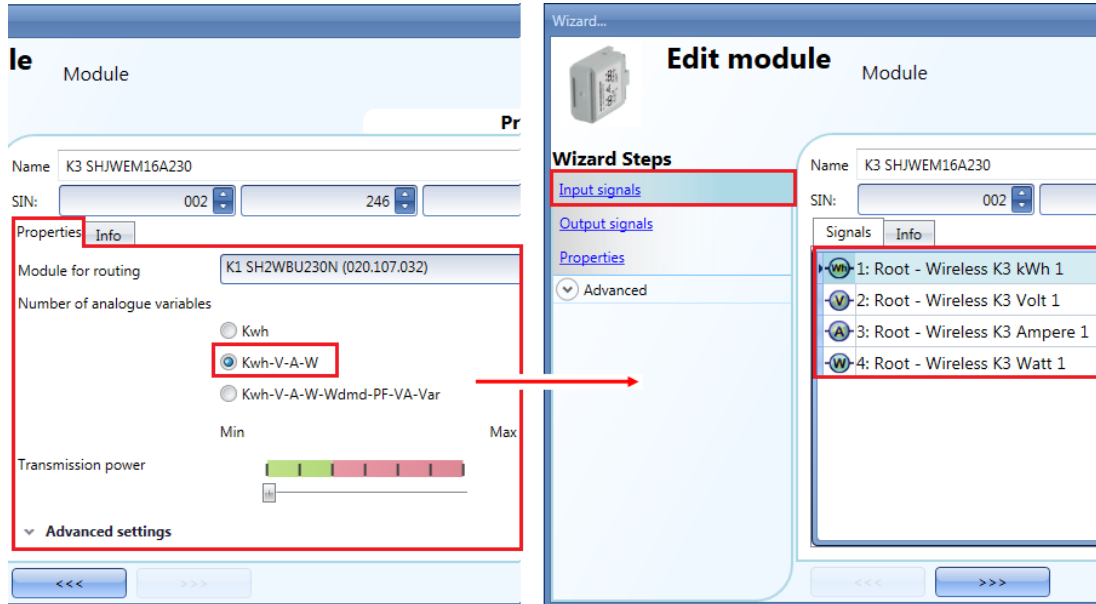 le
Module
Pr
Name K3 SHJWEM16A230
SIN: 002 246
Properties Info
Module for routing K1 SH2WBU230N (020.107.032)
Number of analogue variables
Kwh
Kwh-V-A-W
Kwh-V-A-W-Wdmd-PF-VA-Var
Min Max
Transmission power
Advanced settings
<<< >>>
Wizard...
Edit module
Module
Wizard Steps
Input signals
Output signals
Properties
Advanced
Name K3 SHJWEM16A230
SIN: 002
Signals Info
Wh 1: Root - Wireless K3 kWh 1
V 2: Root - Wireless K3 Volt 1
A 3: Root - Wireless K3 Ampere 1
W 4: Root - Wireless K3 Watt 1
<<< >>>